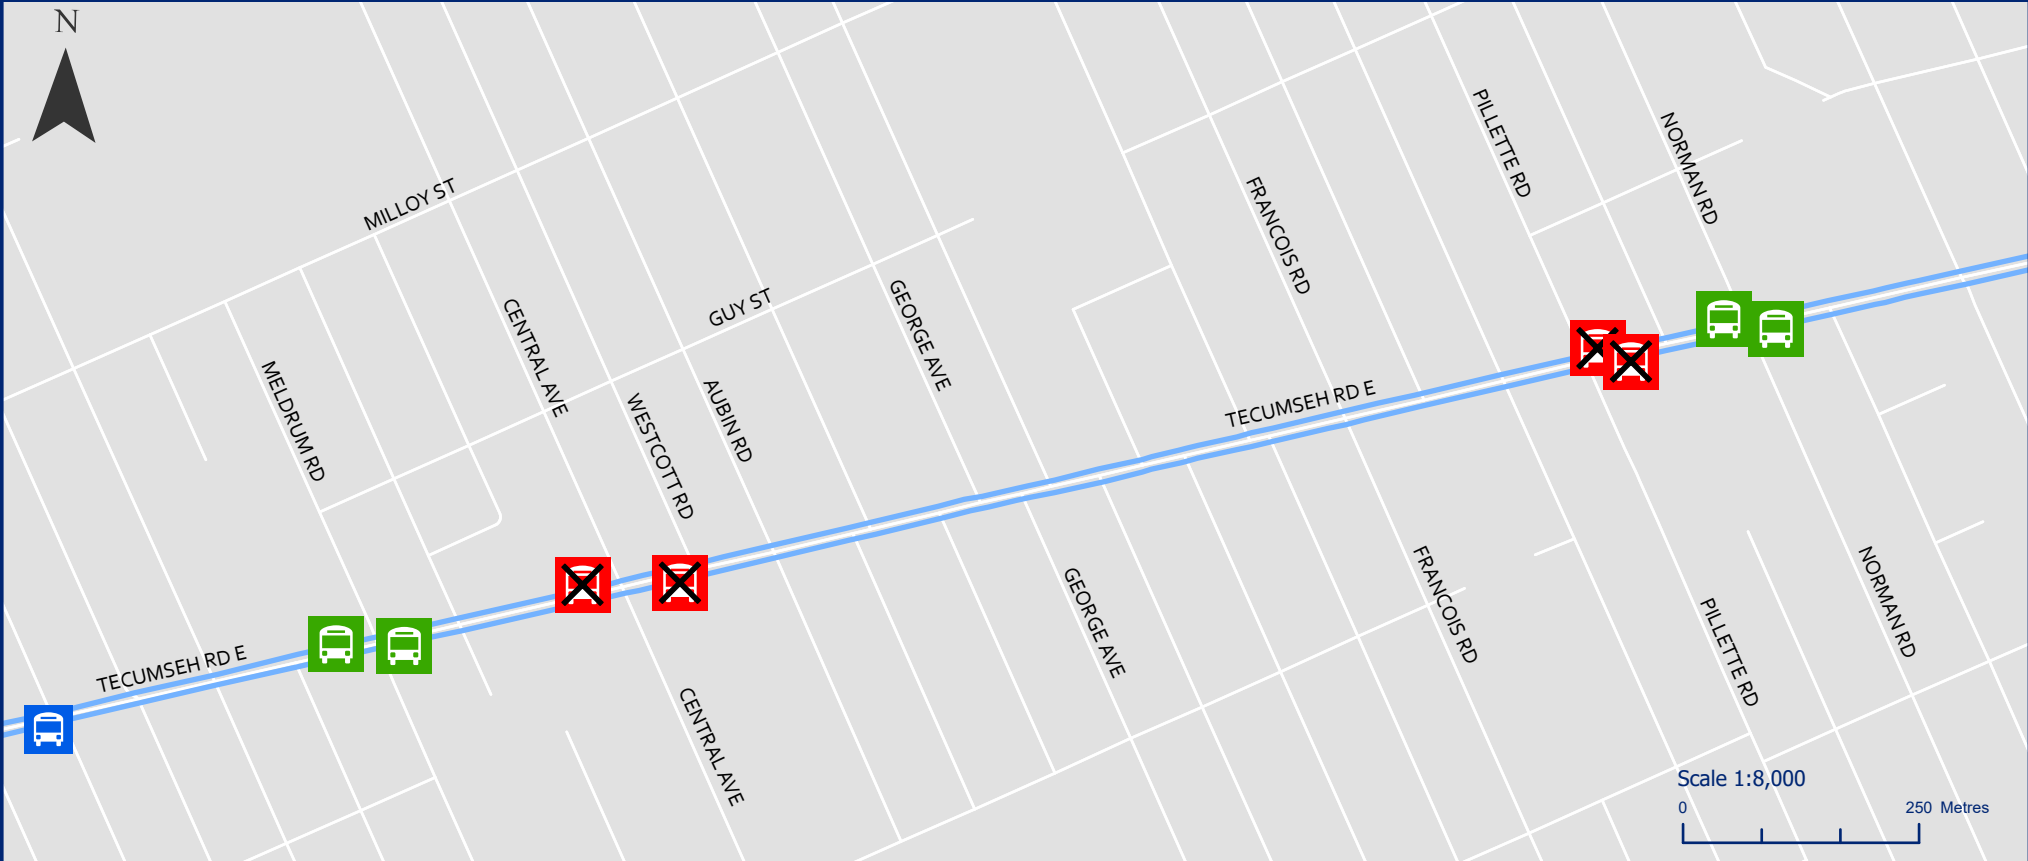 N
MILLOY ST
PILLETTE RD
NORMAN RD
FRANCOIS RD
CENTRAL AVE
GUY ST
GEORGE AVE
MELDRUM RD
WESTCOTT RD
AUBIN RD
TECUMSEH RD E
TECUMSEH RD E
GEORGE AVE
FRANCOIS RD
NORMAN RD
PILLETTE RD
CENTRAL AVE
Scale 1:8,000
0 250 Metres